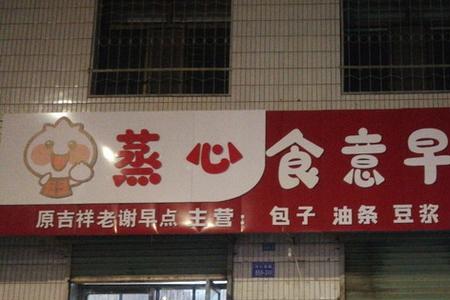 蒸心食意早
原吉祥老谢早点 主营： 包子 油条 豆浆